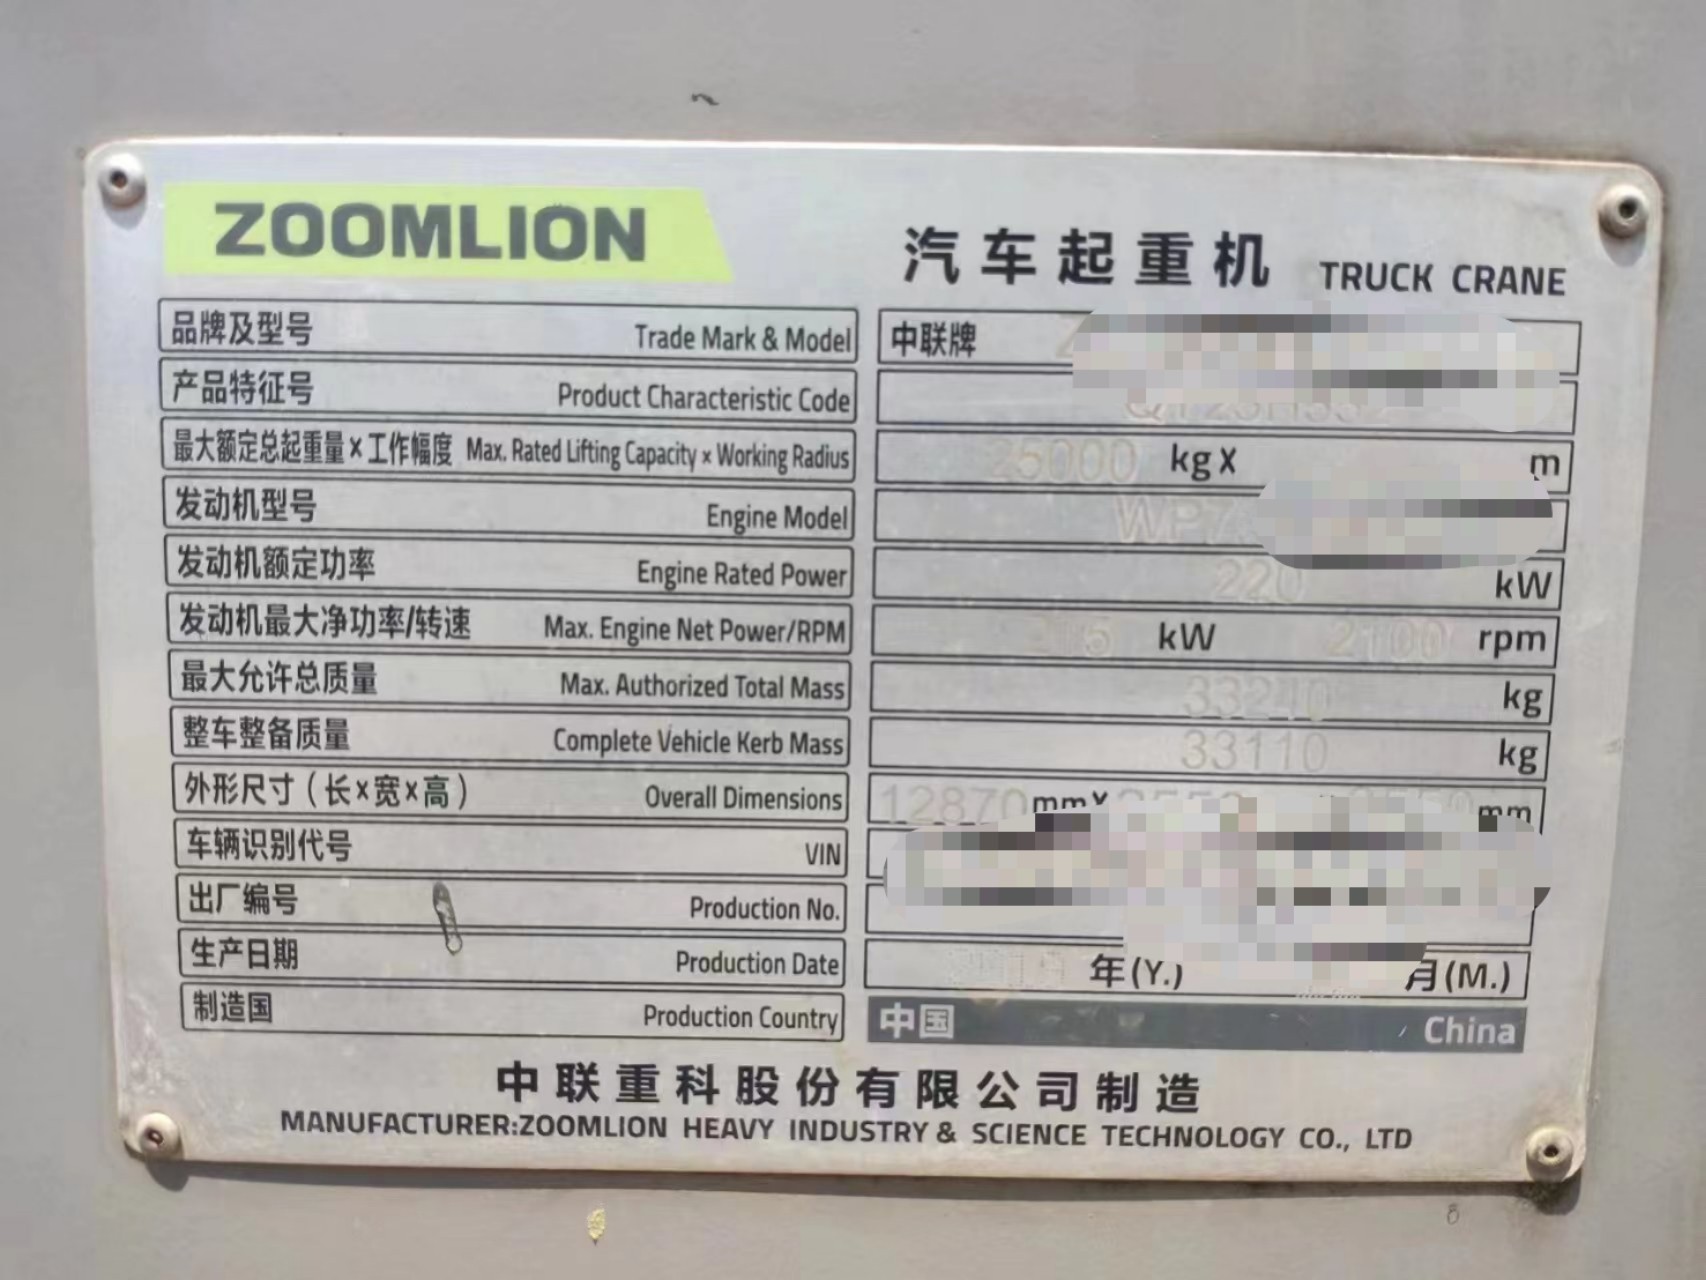 ZOOMLION
汽车起重机 TRUCK CRANE
品牌及型号 Trade Mark & Model 中联牌
产品特征号 Product Characteristic Code
最大额定总起重量×工作幅度 Max. Rated Lifting Capacity × Working Radius 25000 kg X m
发动机型号 Engine Model
发动机额定功率 Engine Rated Power 220 kW
发动机最大净功率/转速 Max. Engine Net Power/RPM 215 kW 2100 rpm
最大允许总质量 Max. Authorized Total Mass 33240 kg
整车整备质量 Complete Vehicle Kerb Mass 33110 kg
外形尺寸(长×宽×高) Overall Dimensions 12870 mmX mm
车辆识别代号 VIN
出厂编号 Production No.
生产日期 Production Date 年(Y.) 月(M.)
制造国 Production Country 中国 China
中联重科股份有限公司制造
MANUFACTURER:ZOOMLION HEAVY INDUSTRY & SCIENCE TECHNOLOGY CO., LTD